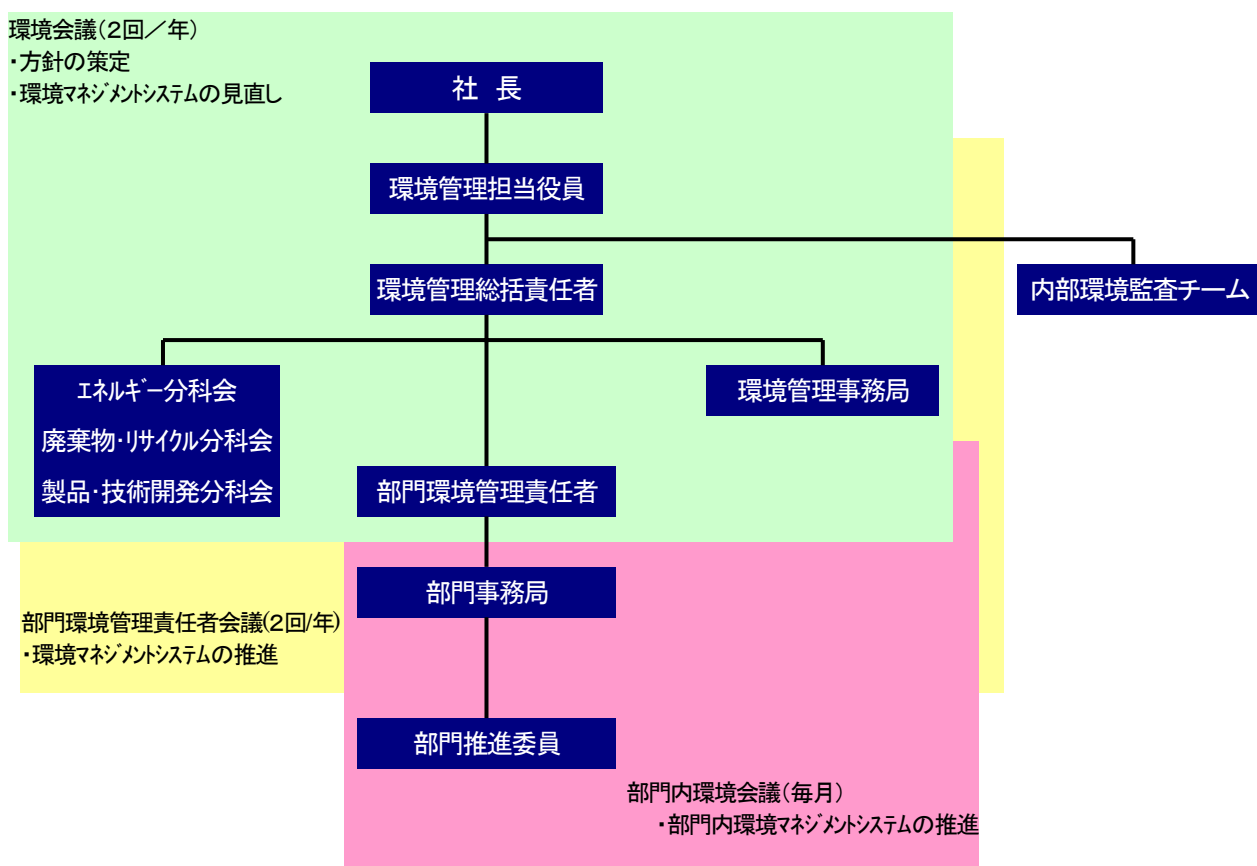 環境会議（２回／年）
・方針の策定
・環境マネジメントシステムの見直し
社 長
環境管理担当役員
環境管理総括責任者
内部環境監査チーム
エネルギー分科会
廃棄物・リサイクル分科会
製品・技術開発分科会
環境管理事務局
部門環境管理責任者
部門事務局
部門環境管理責任者会議(２回/年)
・環境マネジメントシステムの推進
部門推進委員
部門内環境会議（毎月）
・部門内環境マネジメントシステムの推進